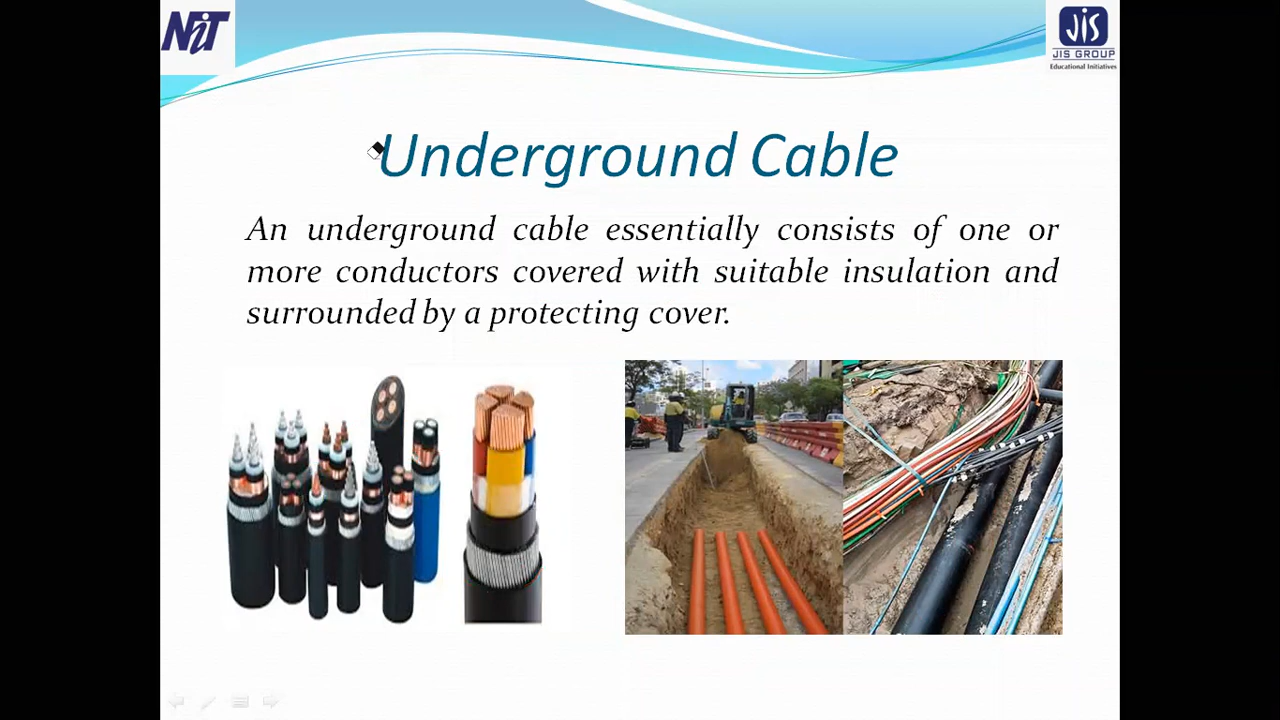 NiT
JIS
JIS GROUP
Educational Initiatives
Underground Cable
An underground cable essentially consists of one or
more conductors covered with suitable insulation and
surrounded by a protecting cover.